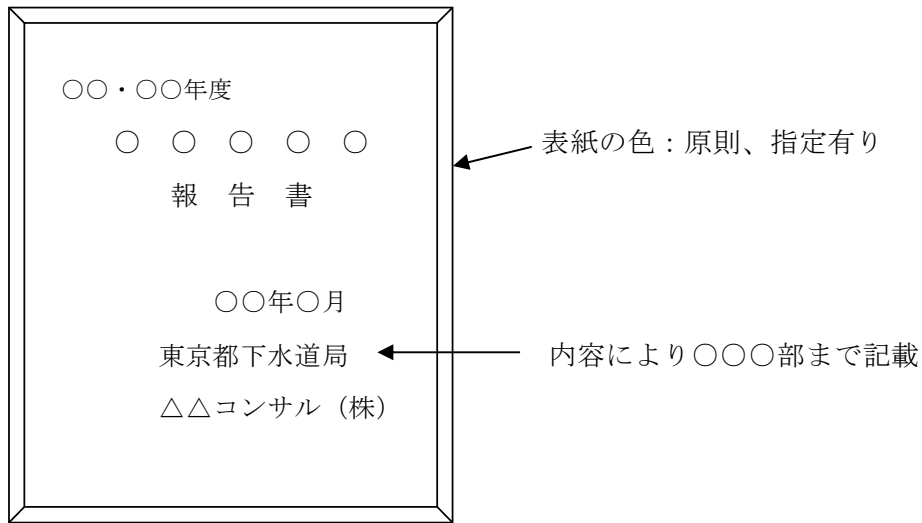 ○○・○○年度
○ ○ ○ ○ ○
報 告 書
○○年○月
東京都下水道局
△△コンサル（株）
表紙の色：原則、指定有り
内容により○○○部まで記載